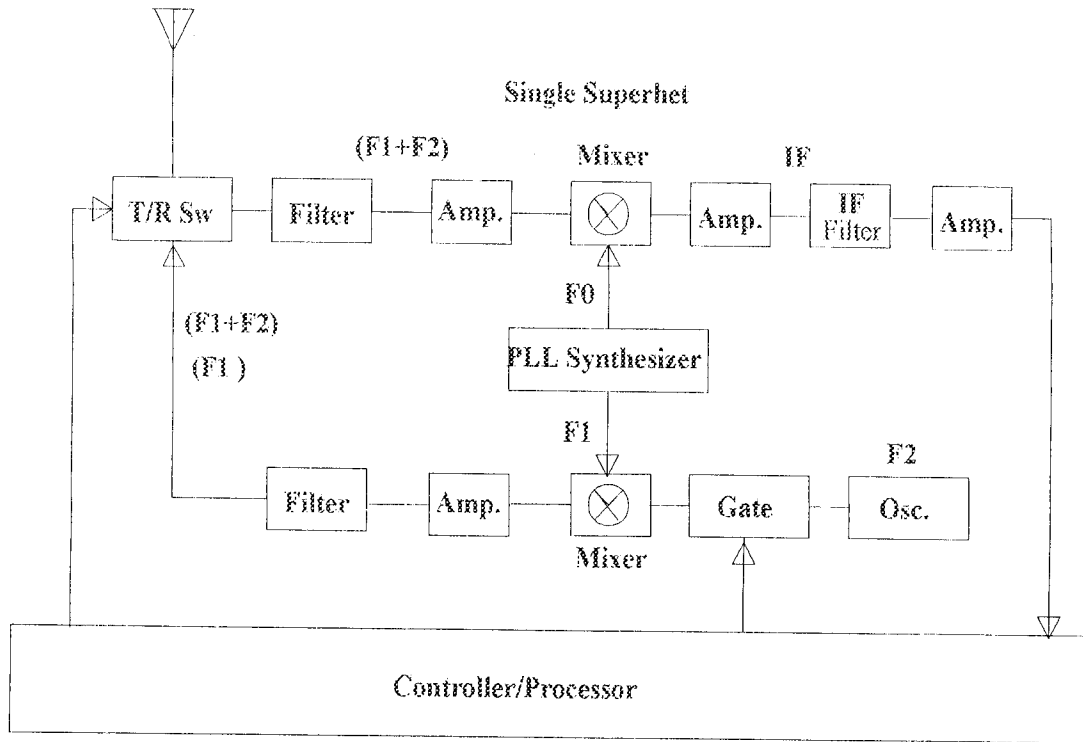 Single Superhet
(F1+F2)
Mixer
IF
T/R Sw
Filter
Amp.
Amp.
IF
Filter
Amp.
F0
(F1+F2)
(F1 )
PLL Synthesizer
F1
F2
Filter
Amp.
Gate
Osc.
Mixer
Controller/Processor